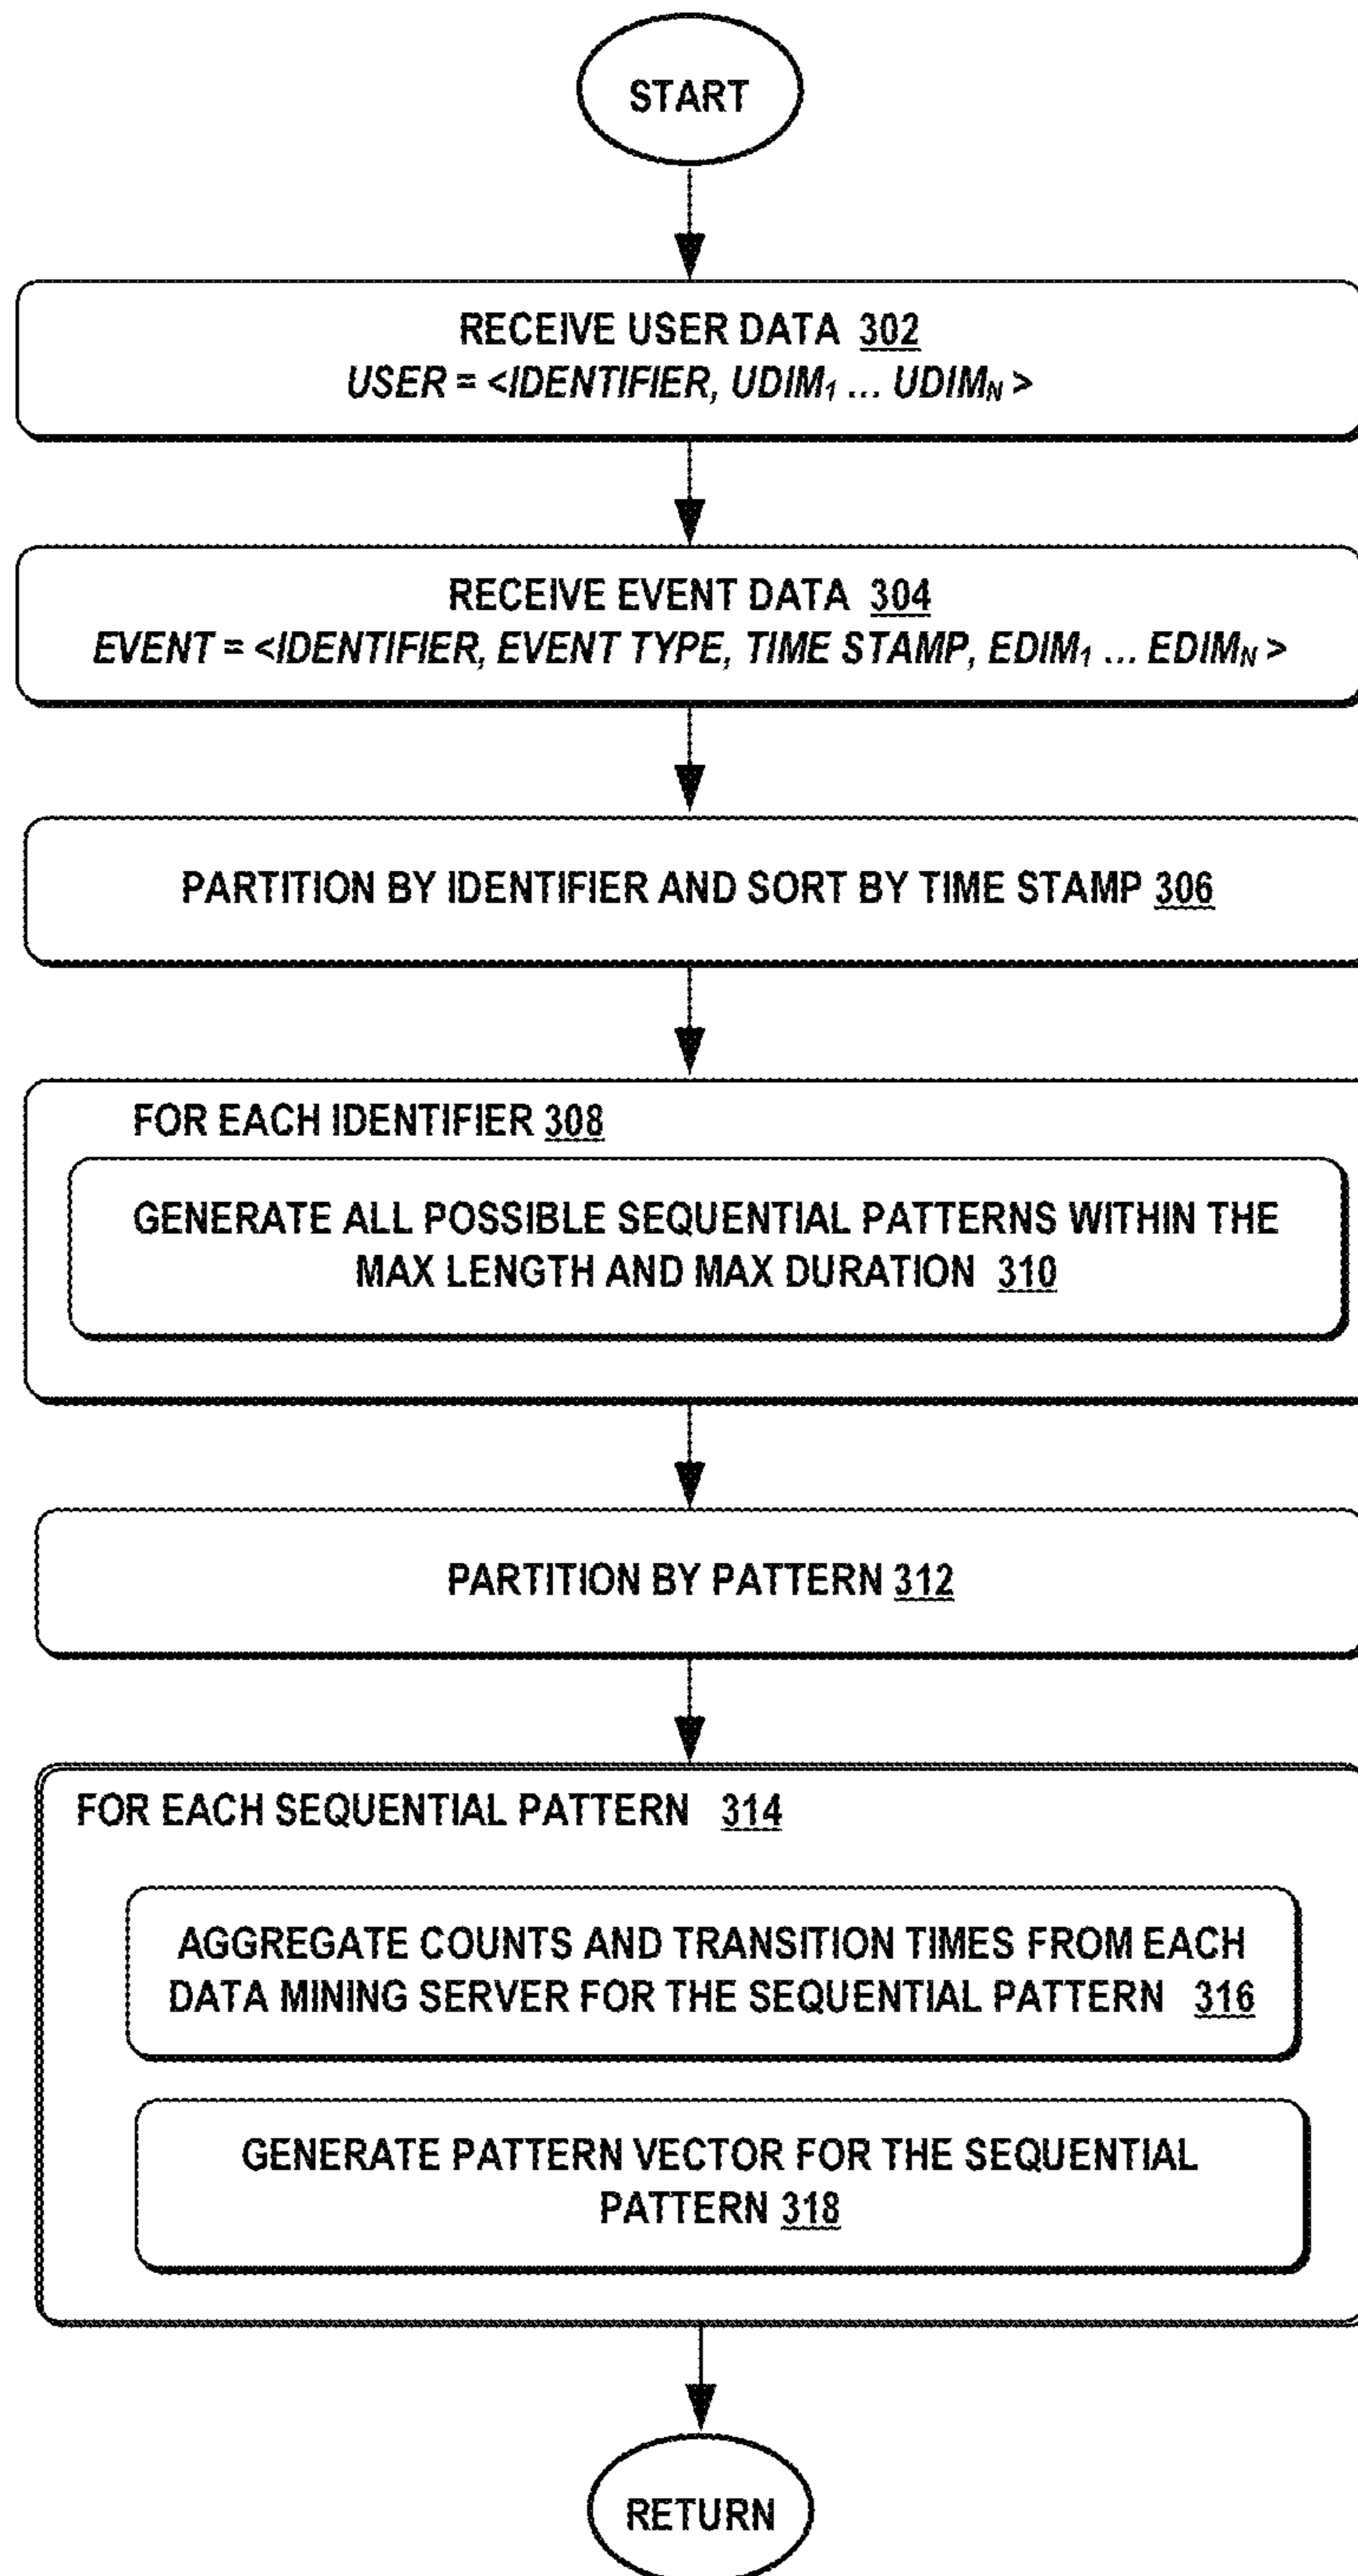 START
RECEIVE USER DATA 302
USER = <IDENTIFIER, UDIM₁ ... UDIMₙ >
RECEIVE EVENT DATA 304
EVENT = <IDENTIFIER, EVENT TYPE, TIME STAMP, EDIM₁ ... EDIMₙ >
PARTITION BY IDENTIFIER AND SORT BY TIME STAMP 306
FOR EACH IDENTIFIER 308
GENERATE ALL POSSIBLE SEQUENTIAL PATTERNS WITHIN THE
MAX LENGTH AND MAX DURATION 310
PARTITION BY PATTERN 312
FOR EACH SEQUENTIAL PATTERN 314
AGGREGATE COUNTS AND TRANSITION TIMES FROM EACH
DATA MINING SERVER FOR THE SEQUENTIAL PATTERN 316
GENERATE PATTERN VECTOR FOR THE SEQUENTIAL
PATTERN 318
RETURN